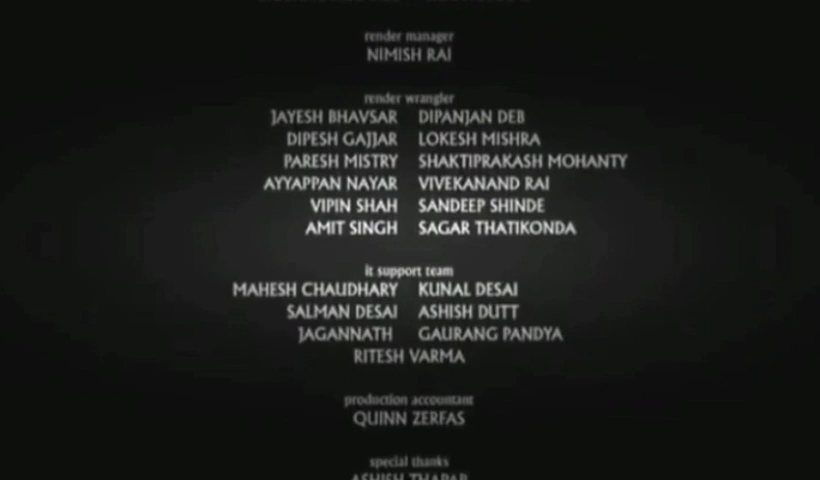 render manager
NIMISH RAI
render wrangler
JAYESH BHAVSAR DIPANJAN DEB
DIPESH GAJJAR LOKESH MISHRA
PARESH MISTRY SHAKTIPRAKASH MOHANTY
AYYAPPAN NAYAR VIVEKANAND RAI
VIPIN SHAH SANDEEP SHINDE
AMIT SINGH SAGAR THATIKONDA
it support team
MAHESH CHAUDHARY KUNAL DESAI
SALMAN DESAI ASHISH DUTT
JAGANNATH GAURANG PANDYA
RITESH VARMA
production accountant
QUINN ZERFAS
special thanks
ASHISH THAPAR